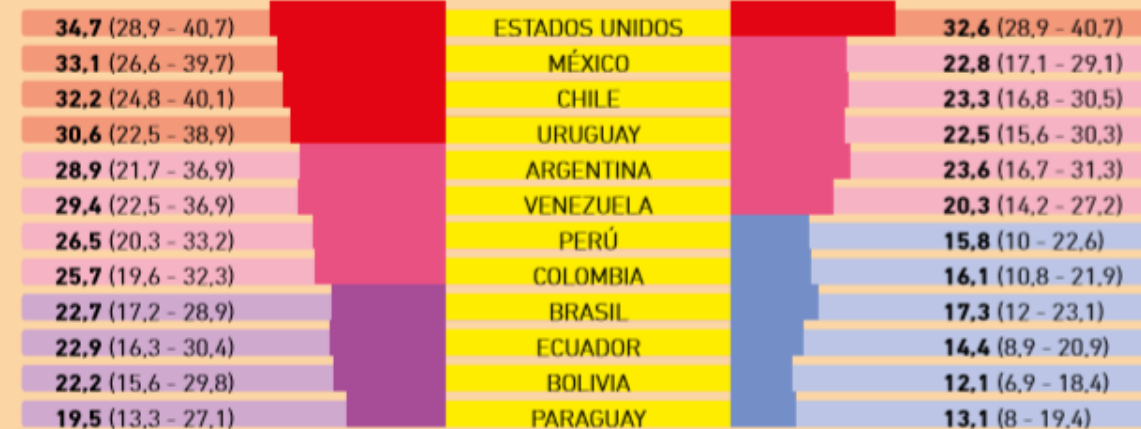 34,7 (28,9 - 40,7) ESTADOS UNIDOS 32,6 (28,9 - 40,7)
33,1 (26,6 - 39,7) MÉXICO 22,8 (17,1 - 29,1)
32,2 (24,8 - 40,1) CHILE 23,3 (16,8 - 30,5)
30,6 (22,5 - 38,9) URUGUAY 22,5 (15,6 - 30,3)
28,9 (21,7 - 36,9) ARGENTINA 23,6 (16,7 - 31,3)
29,4 (22,5 - 36,9) VENEZUELA 20,3 (14,2 - 27,2)
26,5 (20,3 - 33,2) PERÚ 15,8 (10 - 22,6)
25,7 (19,6 - 32,3) COLOMBIA 16,1 (10,8 - 21,9)
22,7 (17,2 - 28,9) BRASIL 17,3 (12 - 23,1)
22,9 (16,3 - 30,4) ECUADOR 14,4 (8,9 - 20,9)
22,2 (15,6 - 29,8) BOLIVIA 12,1 (6,9 - 18,4)
19,5 (13,3 - 27,1) PARAGUAY 13,1 (8 - 19,4)